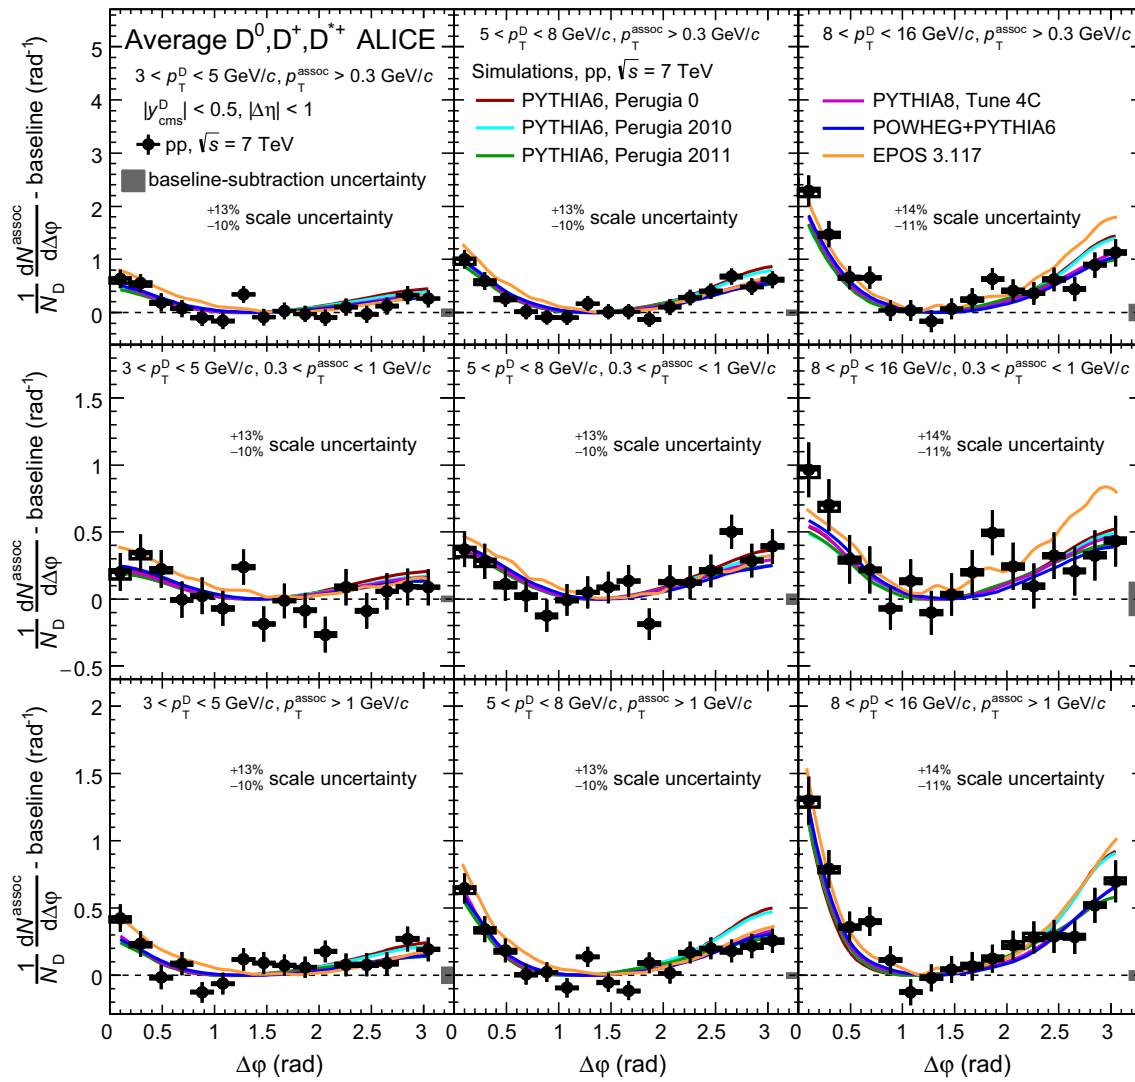 Average D⁰,D⁺,D*⁺ ALICE
3 < p_T^D < 5 GeV/c, p_T^assoc > 0.3 GeV/c
|y_cms^D| < 0.5, |Δη| < 1
pp, √s = 7 TeV
baseline-subtraction uncertainty
+13%
−10% scale uncertainty
5 < p_T^D < 8 GeV/c, p_T^assoc > 0.3 GeV/c
Simulations, pp, √s = 7 TeV
PYTHIA6, Perugia 0
PYTHIA6, Perugia 2010
PYTHIA6, Perugia 2011
+13%
−10% scale uncertainty
8 < p_T^D < 16 GeV/c, p_T^assoc > 0.3 GeV/c
PYTHIA8, Tune 4C
POWHEG+PYTHIA6
EPOS 3.117
+14%
−11% scale uncertainty
1/N_D dN^assoc/dΔφ - baseline (rad⁻¹)
5
4
3
2
1
0
3 < p_T^D < 5 GeV/c, 0.3 < p_T^assoc < 1 GeV/c
+13%
−10% scale uncertainty
5 < p_T^D < 8 GeV/c, 0.3 < p_T^assoc < 1 GeV/c
+13%
−10% scale uncertainty
8 < p_T^D < 16 GeV/c, 0.3 < p_T^assoc < 1 GeV/c
+14%
−11% scale uncertainty
1/N_D dN^assoc/dΔφ - baseline (rad⁻¹)
1.5
1
0.5
0
−0.5
3 < p_T^D < 5 GeV/c, p_T^assoc > 1 GeV/c
+13%
−10% scale uncertainty
5 < p_T^D < 8 GeV/c, p_T^assoc > 1 GeV/c
+13%
−10% scale uncertainty
8 < p_T^D < 16 GeV/c, p_T^assoc > 1 GeV/c
+14%
−11% scale uncertainty
1/N_D dN^assoc/dΔφ - baseline (rad⁻¹)
2
1.5
1
0.5
0
0 0.5 1 1.5 2 2.5 3
0.5 1 1.5 2 2.5 3
0.5 1 1.5 2 2.5 3
Δφ (rad)
Δφ (rad)
Δφ (rad)